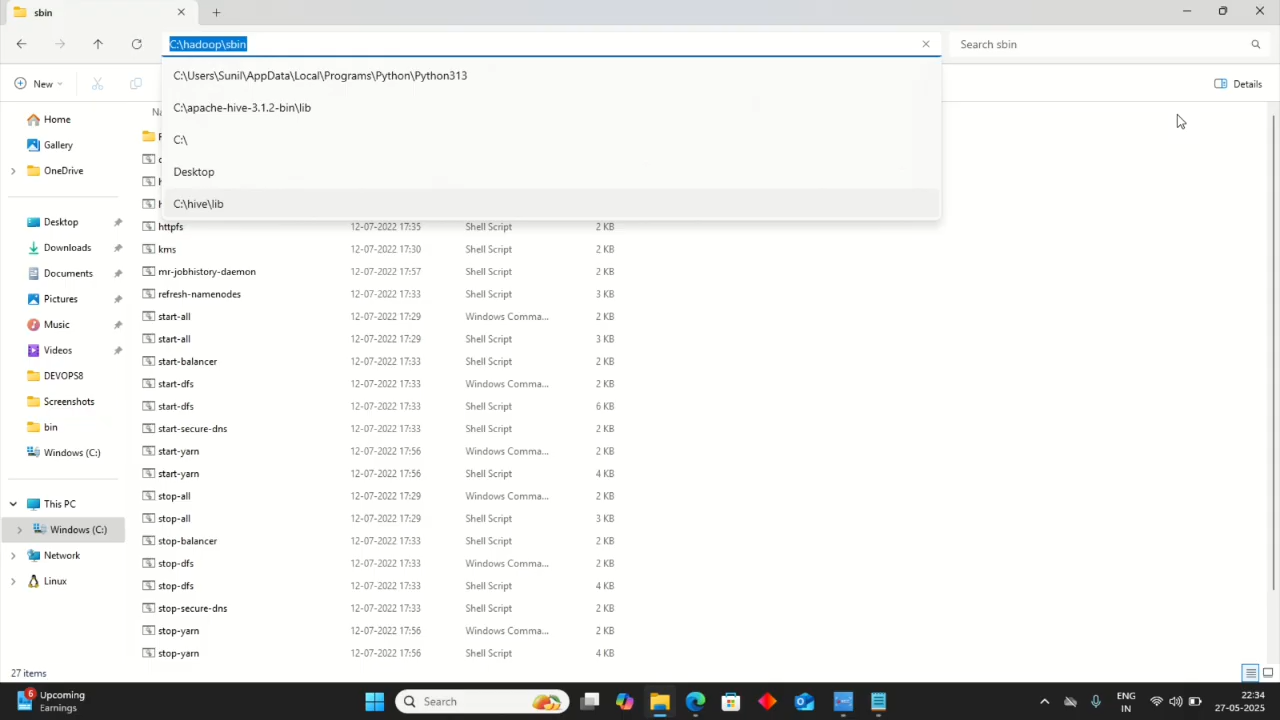 sbin
C:\hadoop\sbin
Search sbin
C:\Users\Sunil\AppData\Local\Programs\Python\Python313
C:\apache-hive-3.1.2-bin\lib
C:\
Desktop
C:\hive\lib
New
Details
Home
Gallery
OneDrive
Desktop
Downloads
Documents
Pictures
Music
Videos
DEVOPS8
Screenshots
bin
Windows (C:)
This PC
Windows (C:)
Network
Linux
httpfs 12-07-2022 17:35 Shell Script 2 KB
kms 12-07-2022 17:30 Shell Script 2 KB
mr-jobhistory-daemon 12-07-2022 17:57 Shell Script 2 KB
refresh-namenodes 12-07-2022 17:33 Shell Script 3 KB
start-all 12-07-2022 17:29 Windows Comma... 2 KB
start-all 12-07-2022 17:29 Shell Script 3 KB
start-balancer 12-07-2022 17:33 Shell Script 2 KB
start-dfs 12-07-2022 17:33 Windows Comma... 2 KB
start-dfs 12-07-2022 17:33 Shell Script 6 KB
start-secure-dns 12-07-2022 17:33 Shell Script 2 KB
start-yarn 12-07-2022 17:56 Windows Comma... 2 KB
start-yarn 12-07-2022 17:56 Shell Script 4 KB
stop-all 12-07-2022 17:29 Windows Comma... 2 KB
stop-all 12-07-2022 17:29 Shell Script 3 KB
stop-balancer 12-07-2022 17:33 Shell Script 2 KB
stop-dfs 12-07-2022 17:33 Windows Comma... 2 KB
stop-dfs 12-07-2022 17:33 Shell Script 4 KB
stop-secure-dns 12-07-2022 17:33 Shell Script 2 KB
stop-yarn 12-07-2022 17:56 Windows Comma... 2 KB
stop-yarn 12-07-2022 17:56 Shell Script 4 KB
27 items
6
Upcoming
Earnings
Search
ENG
IN
22:34
27-05-2025